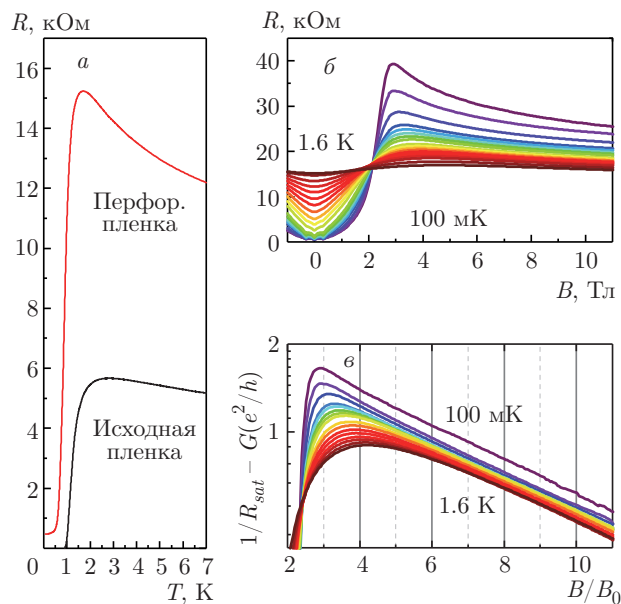 R, кОм
а
16
14
12
10
8
6
4
2
0
1 2 3 4 5 6 7
T, К
Перфор.
пленка
Исходная
пленка
R, кОм
б
40
30
20
10
0
1.6 К
100 мК
0 2 4 6 8 10
B, Тл
в
2
1
1/R_sat − G(e²/h)
100 мК
1.6 К
2 4 6 8 10
B/B₀